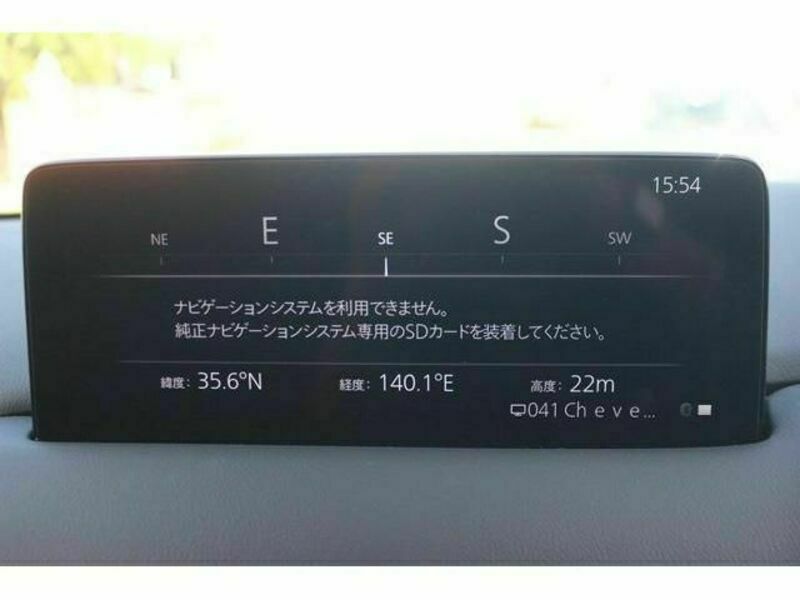 15:54
NE E SE S SW
ナビゲーションシステムを利用できません。
純正ナビゲーションシステム専用のSDカードを装着してください。
緯度: 35.6°N 経度: 140.1°E 高度: 22m
041 Ch e v e ...